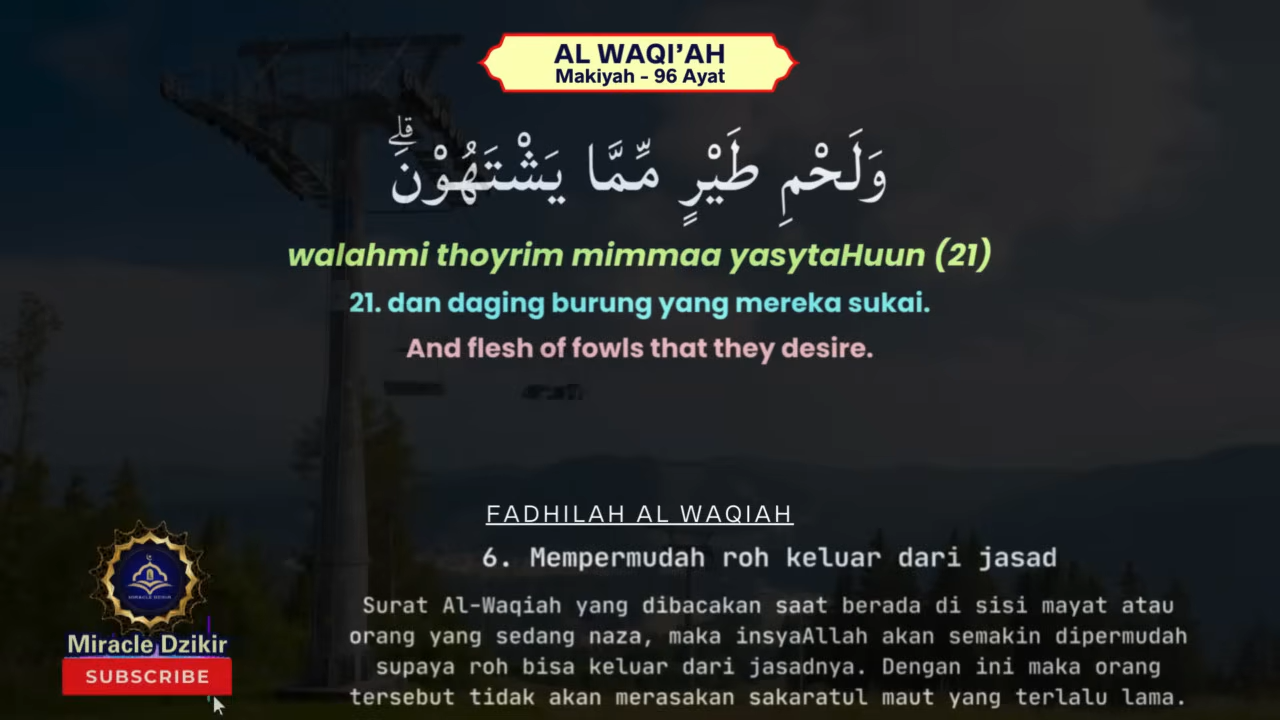 AL WAQI’AH
Makiyah - 96 Ayat
وَلَحْمِ طَيْرٍ مِّمَّا يَشْتَهُوْنَۗ
walahmi thoyrim mimmaa yasytaHuun (21)
21. dan daging burung yang mereka sukai.
And flesh of fowls that they desire.
FADHILAH AL WAQIAH
6. Mempermudah roh keluar dari jasad
Surat Al-Waqiah yang dibacakan saat berada di sisi mayat atau
orang yang sedang naza, maka insyaAllah akan semakin dipermudah
supaya roh bisa keluar dari jasadnya. Dengan ini maka orang
tersebut tidak akan merasakan sakaratul maut yang terlalu lama.
MIRACLE DZIKIR
Miracle Dzikir
SUBSCRIBE